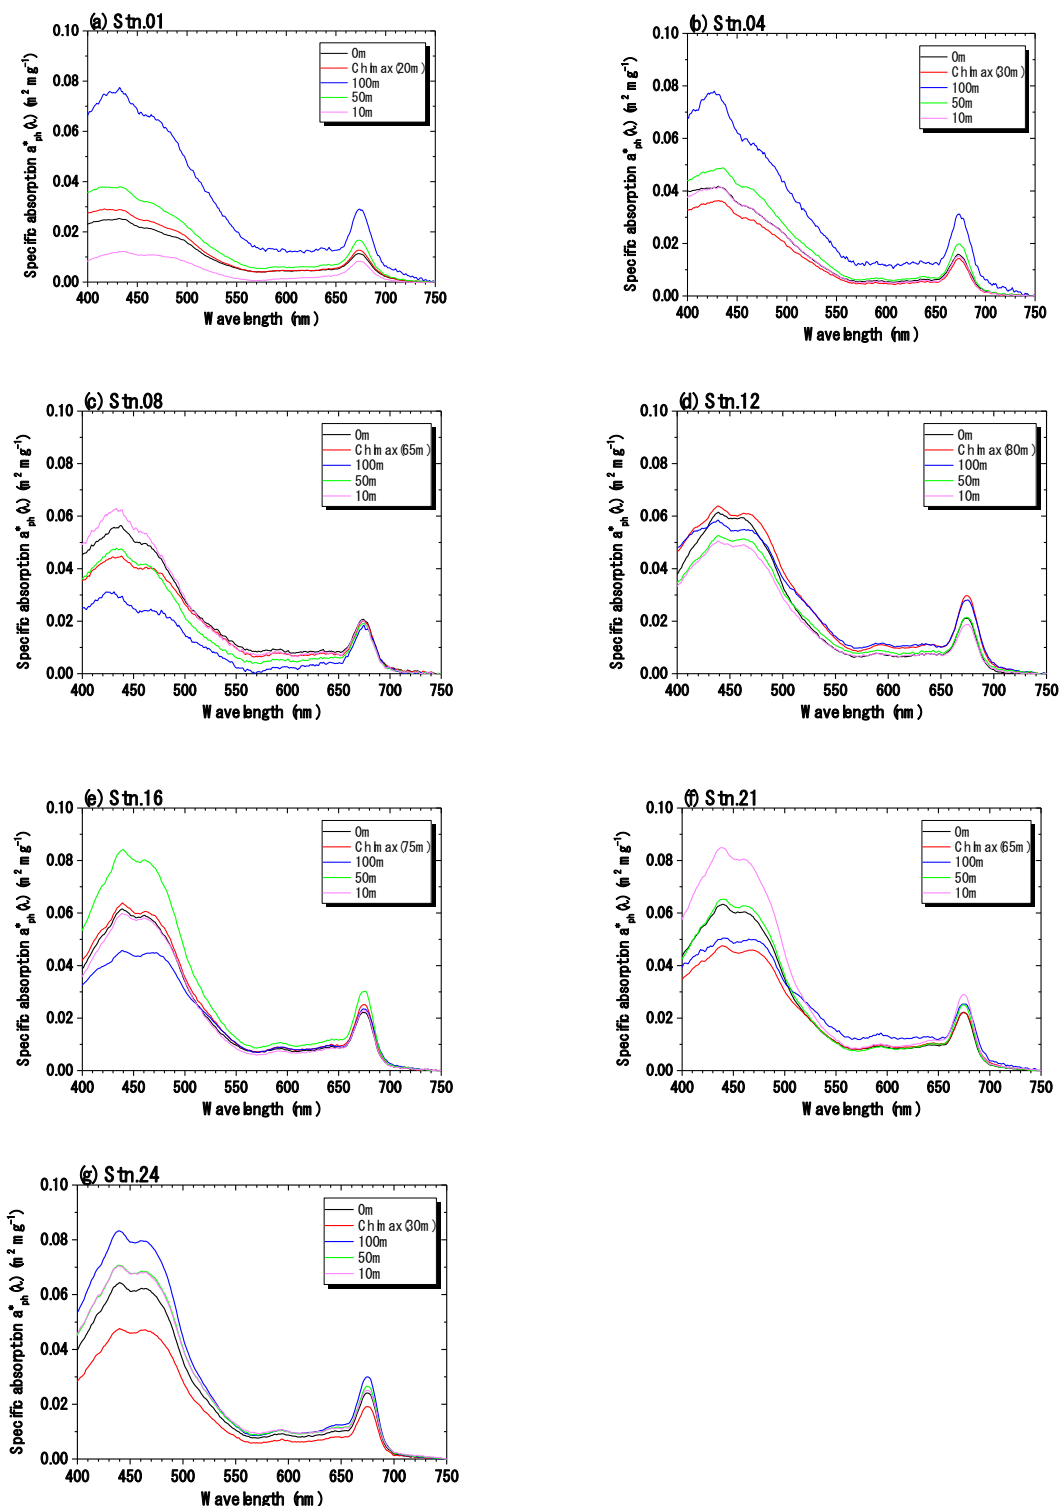 (a) Stn.01
Specific absorption a*ph(λ) (m² mg⁻¹)
0.10
0.08
0.06
0.04
0.02
0.00
0m
Chlmax(20m)
100m
50m
10m
400 450 500 550 600 650 700 750
Wavelength (nm)
(b) Stn.04
Specific absorption a*ph(λ) (m² mg⁻¹)
0.10
0.08
0.06
0.04
0.02
0.00
0m
Chlmax(30m)
100m
50m
10m
400 450 500 550 600 650 700 750
Wavelength (nm)
(c) Stn.08
Specific absorption a*ph(λ) (m² mg⁻¹)
0.10
0.08
0.06
0.04
0.02
0.00
0m
Chlmax(65m)
100m
50m
10m
400 450 500 550 600 650 700 750
Wavelength (nm)
(d) Stn.12
Specific absorption a*ph(λ) (m² mg⁻¹)
0.10
0.08
0.06
0.04
0.02
0.00
0m
Chlmax(80m)
100m
50m
10m
400 450 500 550 600 650 700 750
Wavelength (nm)
(e) Stn.16
Specific absorption a*ph(λ) (m² mg⁻¹)
0.10
0.08
0.06
0.04
0.02
0.00
0m
Chlmax(75m)
100m
50m
10m
400 450 500 550 600 650 700 750
Wavelength (nm)
(f) Stn.21
Specific absorption a*ph(λ) (m² mg⁻¹)
0.10
0.08
0.06
0.04
0.02
0.00
0m
Chlmax(65m)
100m
50m
10m
400 450 500 550 600 650 700 750
Wavelength (nm)
(g) Stn.24
Specific absorption a*ph(λ) (m² mg⁻¹)
0.10
0.08
0.06
0.04
0.02
0.00
0m
Chlmax(30m)
100m
50m
10m
400 450 500 550 600 650 700 750
Wavelength (nm)